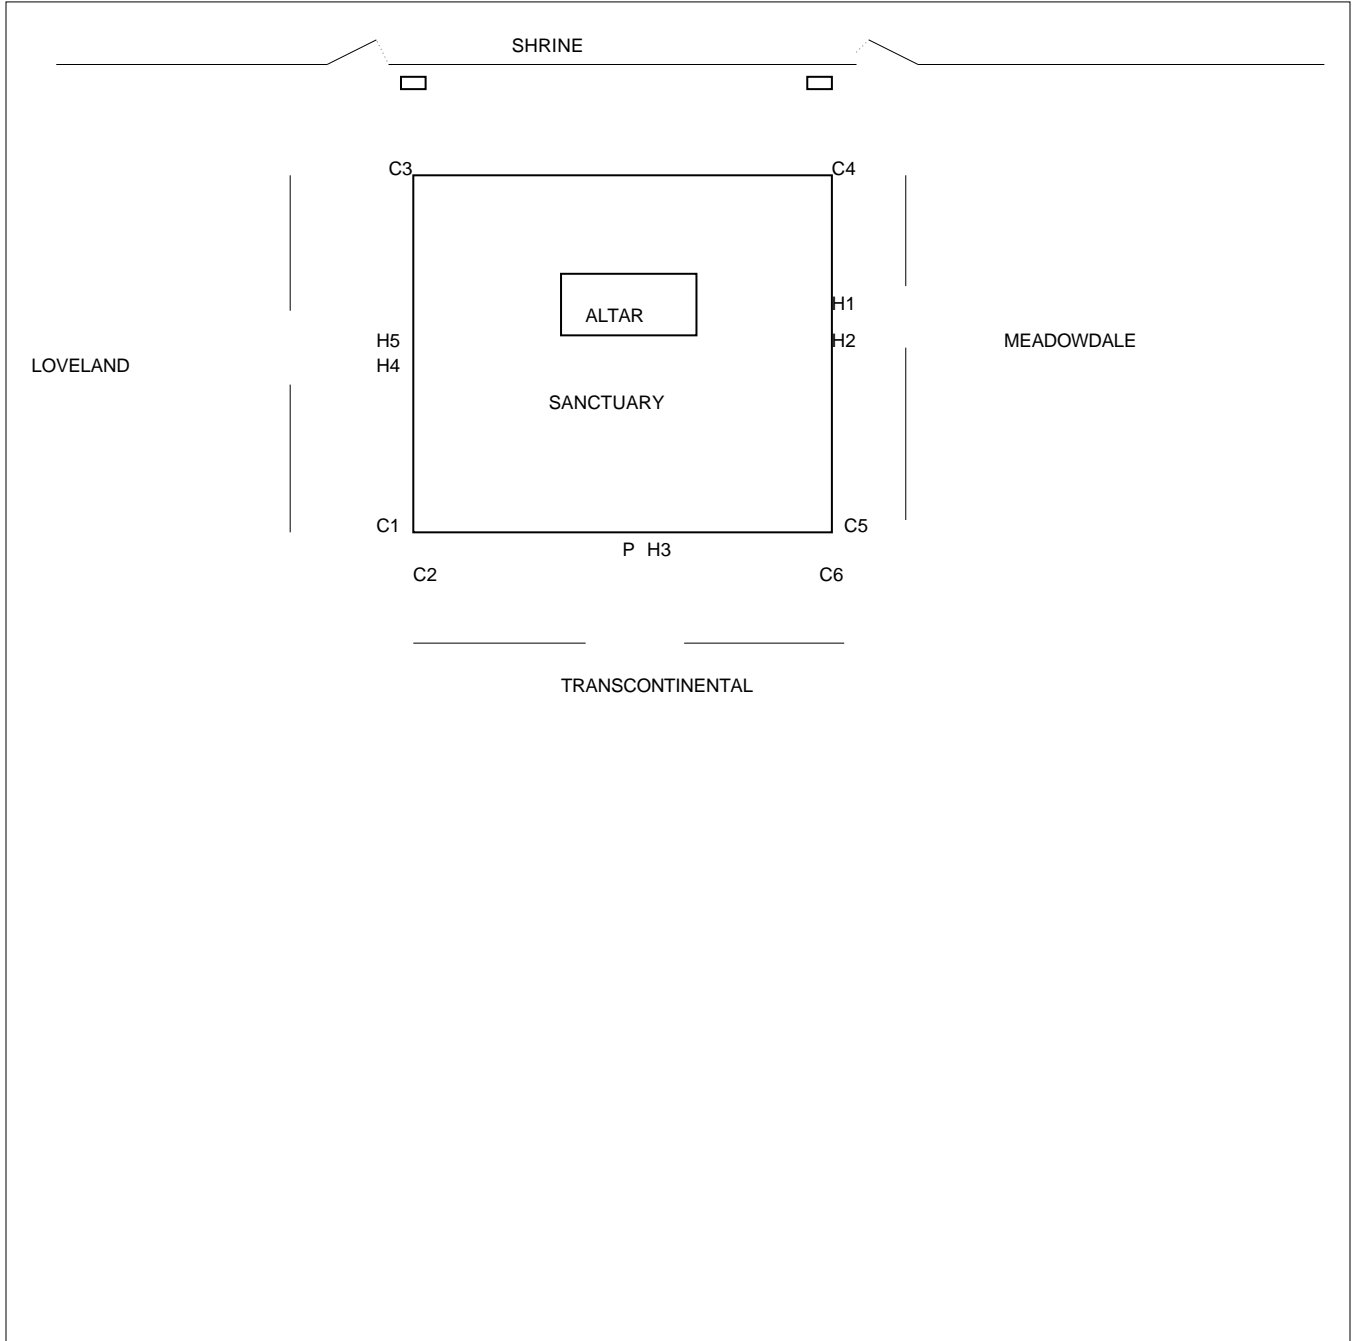 SHRINE
C3 C4
H1
ALTAR
H5 H2 MEADOWDALE
LOVELAND H4
SANCTUARY
C1 C5
P H3
C2 C6
TRANSCONTINENTAL